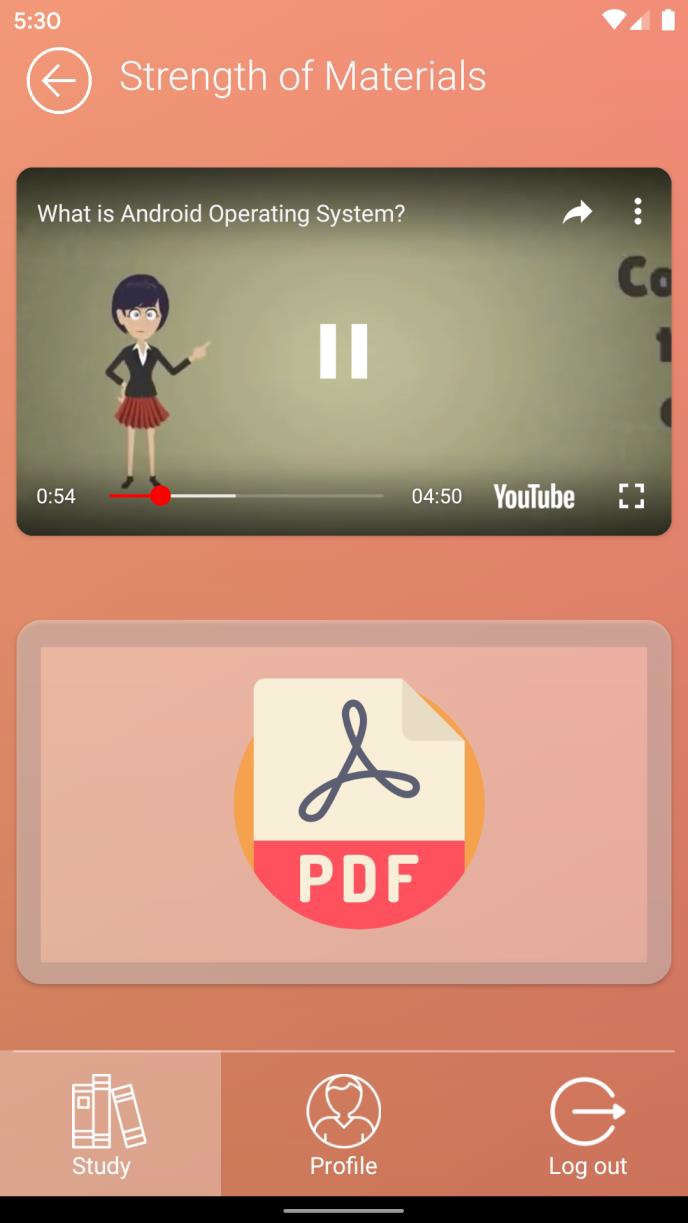 5:30
Strength of Materials
What is Android Operating System?
Co
0:54
04:50
YouTube
PDF
Study
Profile
Log out